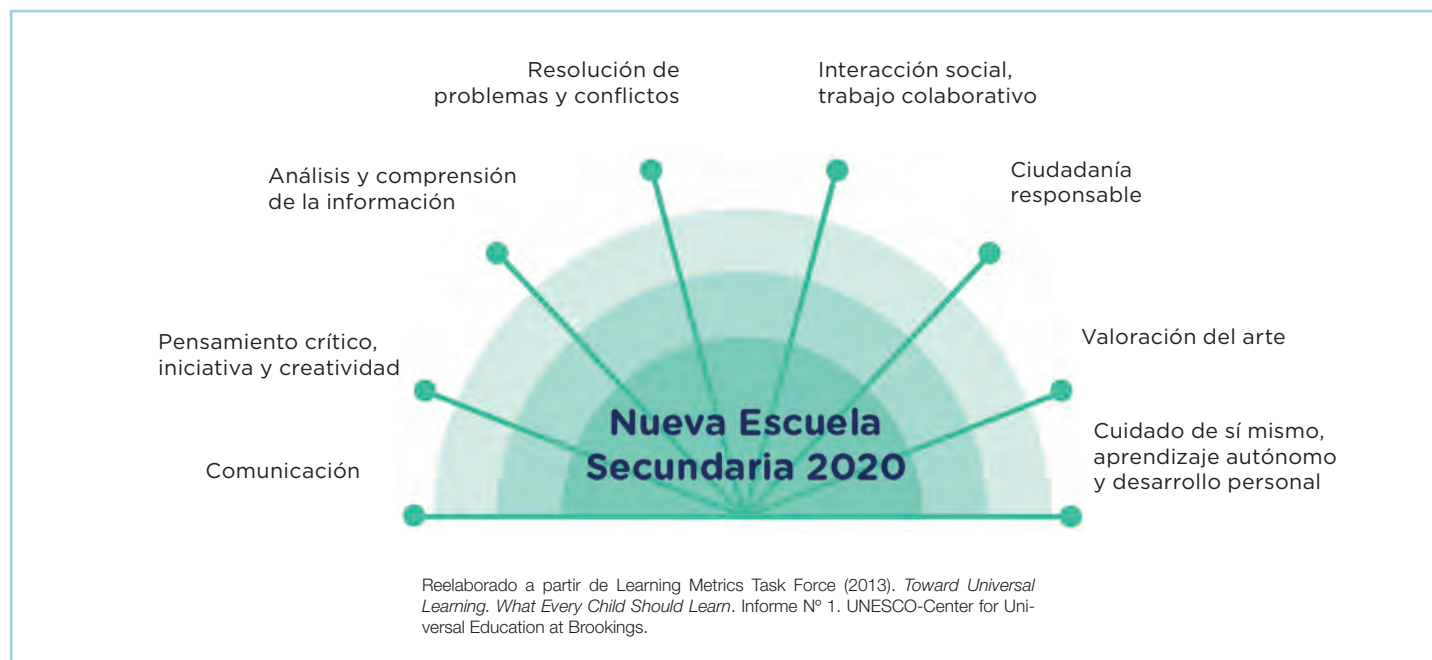 Resolución de
problemas y conflictos
Interacción social,
trabajo colaborativo
Análisis y comprensión
de la información
Ciudadanía
responsable
Pensamiento crítico,
iniciativa y creatividad
Valoración del arte
Comunicación
Cuidado de sí mismo,
aprendizaje autónomo
y desarrollo personal
Nueva Escuela
Secundaria 2020
Reelaborado a partir de Learning Metrics Task Force (2013). Toward Universal
Learning. What Every Child Should Learn. Informe Nº 1. UNESCO-Center for Uni-
versal Education at Brookings.